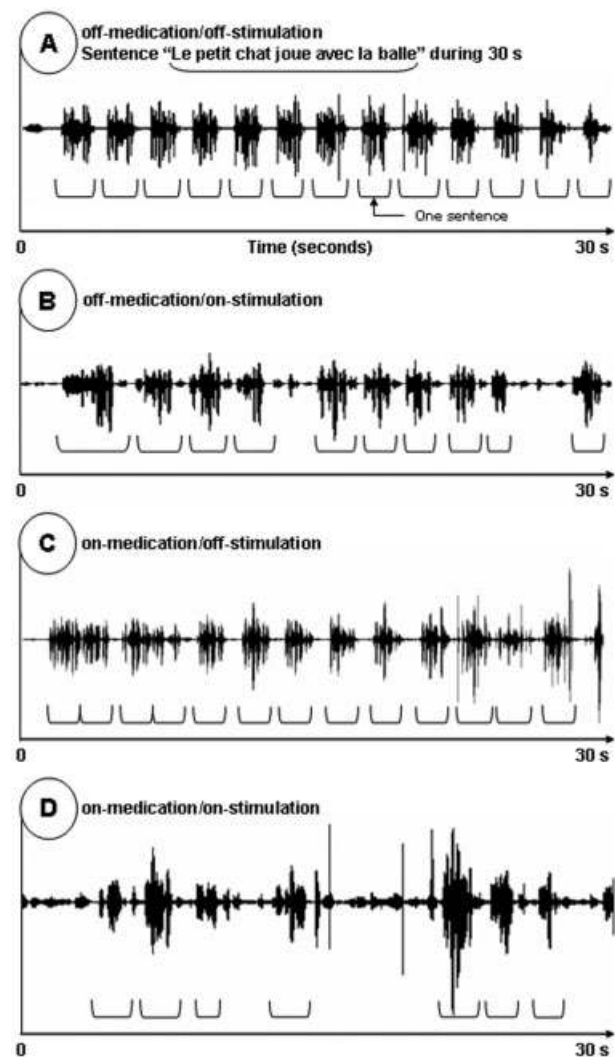 A
off-medication/off-stimulation
Sentence “Le petit chat joue avec la balle” during 30 s
One sentence
0
Time (seconds)
30 s
B
off-medication/on-stimulation
0
30 s
C
on-medication/off-stimulation
0
30 s
D
on-medication/on-stimulation
0
30 s